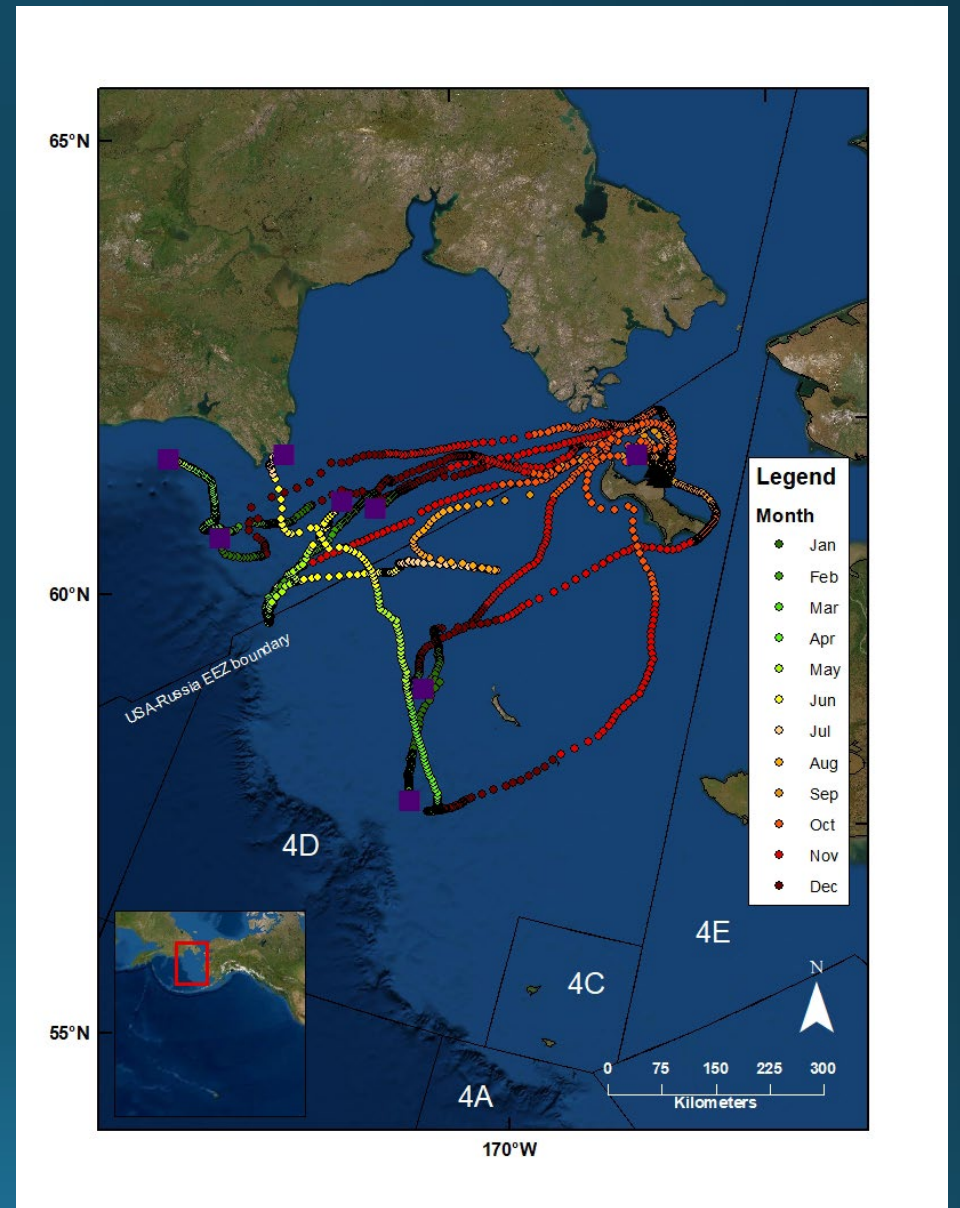 65°N
60°N
55°N
170°W
USA-Russia EEZ boundary
4D
4E
4C
4A
Legend
Month
Jan
Feb
Mar
Apr
May
Jun
Jul
Aug
Sep
Oct
Nov
Dec
N
0 75 150 225 300
Kilometers